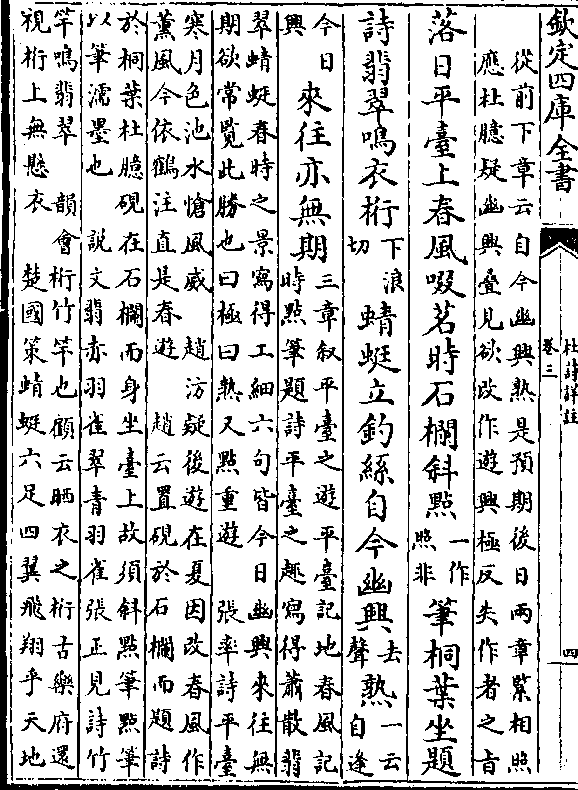 欽定四庫全書
杜詩詳註
卷三
四
從前下章云自今幽興熟是預期後日兩章緊相照
應杜臆疑幽興叠見欲改作遊興極反失作者之旨
落日平臺上春風啜茗時石欄斜點一作照非筆桐葉坐題
詩翡翠鳴衣桁下浪切蜻蜓立釣絲自今幽興去聲熟一云自逢
今日興來往亦無期三章叙平臺之遊平臺記地春風記
時點筆題詩平臺之趣寫得蕭散翡
翠蜻蜓春時之景寫得工細六句皆今日幽興來往無
期欲常覽此勝也曰極曰熟又點重遊 張率詩平臺
寒月色池水愴風威 趙汸疑後遊在夏因改春風作
薰風今依鶴注直是春遊 趙云置硯於石欄而題詩
於桐葉杜臆硯在石欄而身坐臺上故須斜點筆點筆
以筆濡墨也 說文翡赤羽雀翠青羽雀張正見詩竹
竿鳴翡翠 韻會桁竹竿也顧云晒衣之桁古樂府還
視桁上無懸衣 楚國策蜻蜓六足四翼飛翔乎天地